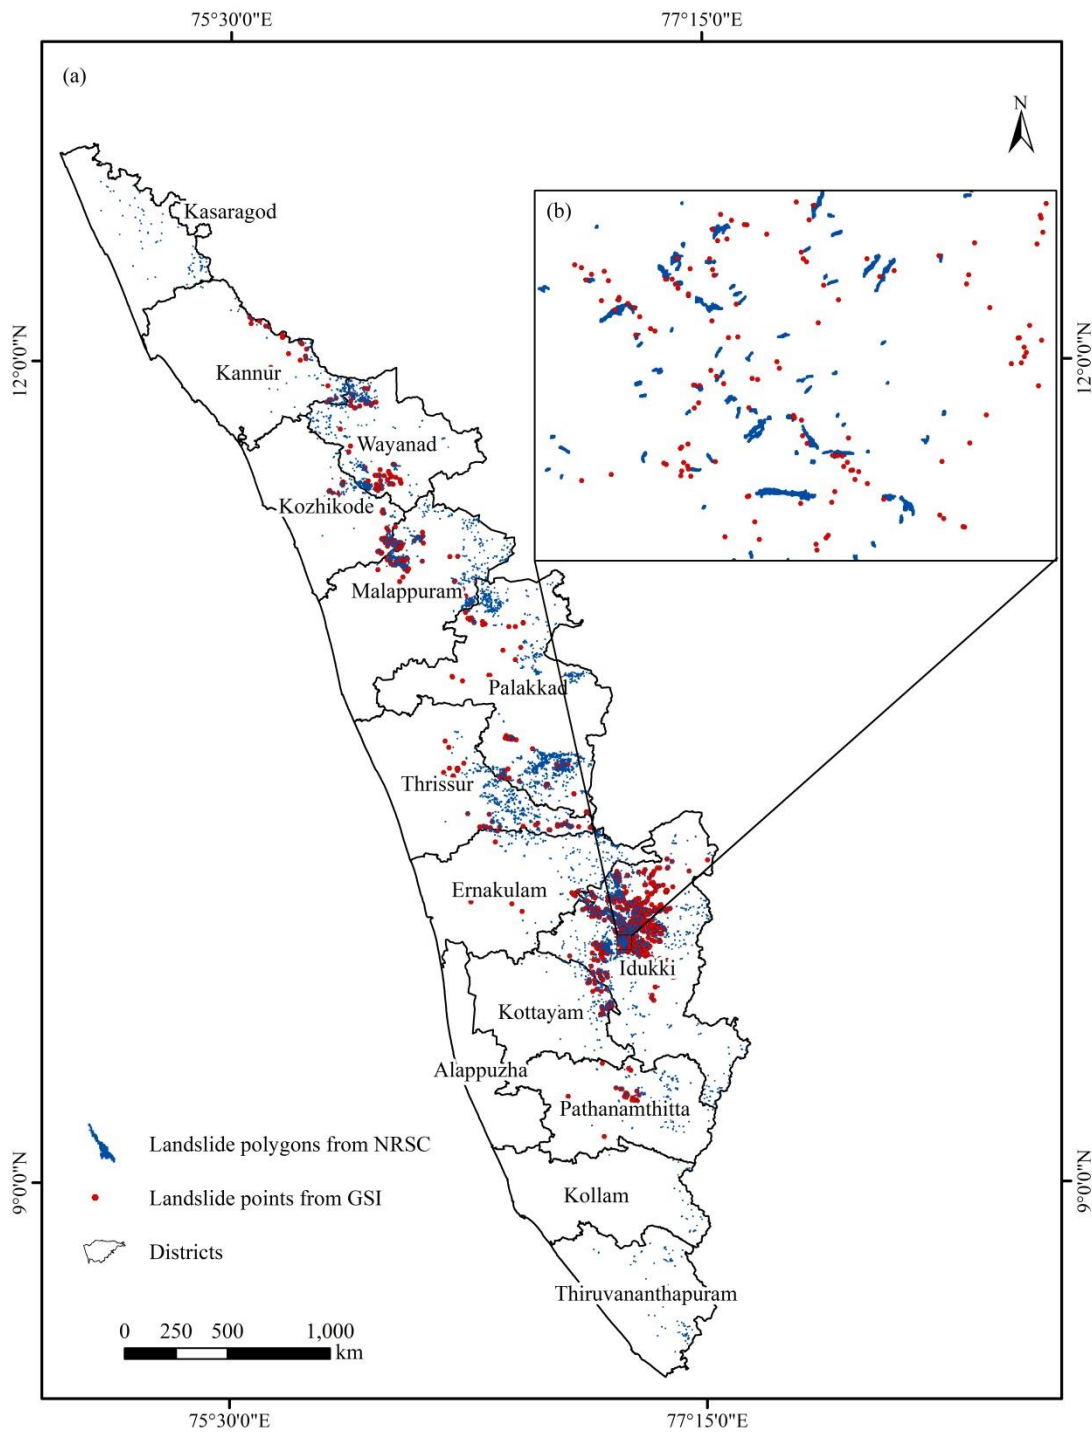 75°30'0"E
77°15'0"E
(a)
N
Kasaragod
(b)
12°0'0"N
12°0'0"N
Kannur
Wayanad
Kozhikode
Malappuram
Palakkad
Thrissur
Ernakulam
Idukki
Kottayam
Alappuzha
Pathanamthitta
Landslide polygons from NRSC
Landslide points from GSI
9°0'0"N
9°0'0"N
Kollam
Districts
Thiruvananthapuram
0 250 500 1,000
km
75°30'0"E
77°15'0"E